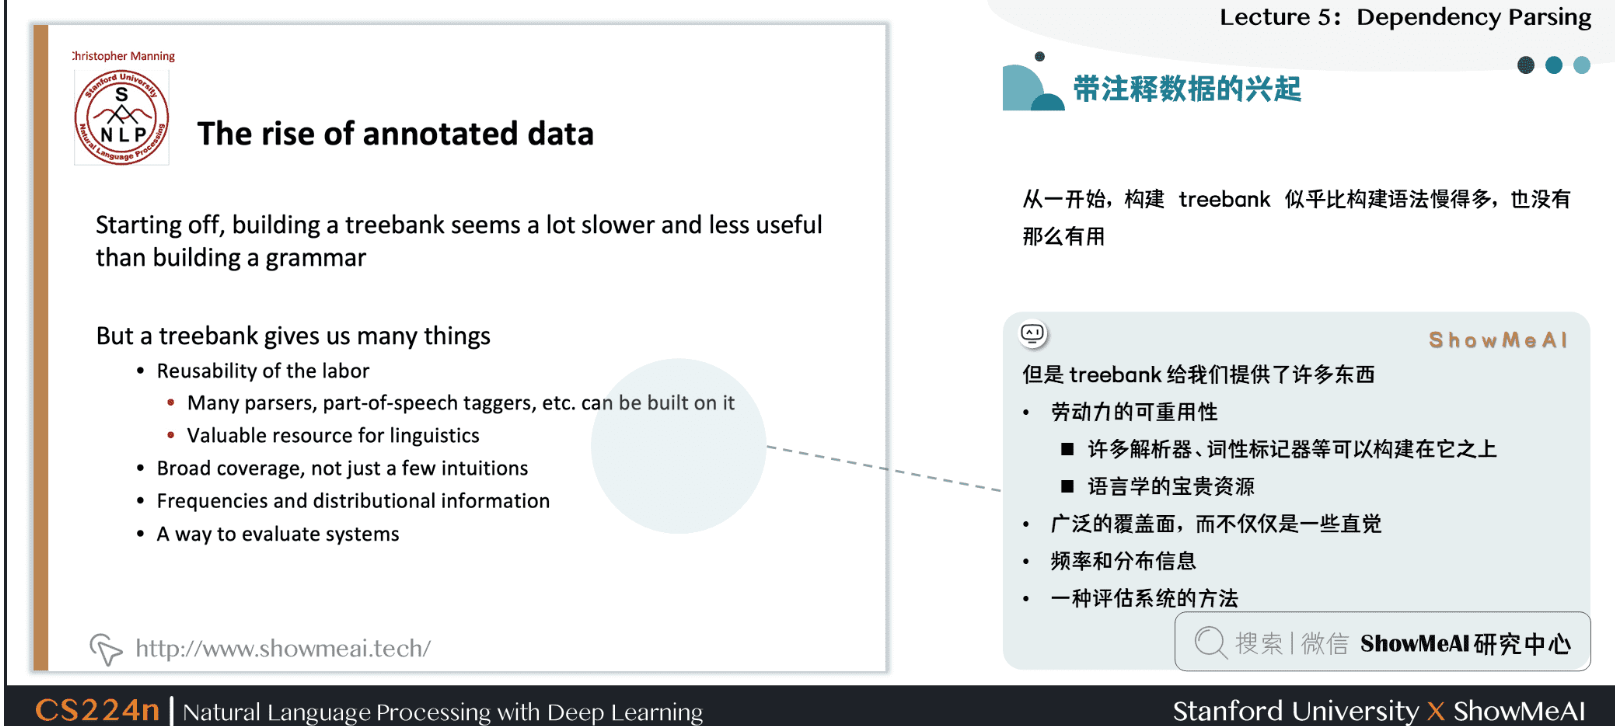 Lecture 5: Dependency Parsing
Christopher Manning
Stanford University
S
NLP
Natural Language Processing
The rise of annotated data
Starting off, building a treebank seems a lot slower and less useful
than building a grammar
But a treebank gives us many things
• Reusability of the labor
• Many parsers, part-of-speech taggers, etc. can be built on it
• Valuable resource for linguistics
• Broad coverage, not just a few intuitions
• Frequencies and distributional information
• A way to evaluate systems
http://www.showmeai.tech/
带注释数据的兴起
从一开始，构建 treebank 似乎比构建语法慢得多，也没有
那么有用
ShowMeAI
但是 treebank 给我们提供了许多东西
• 劳动力的可重用性
■ 许多解析器、词性标记器等可以构建在它之上
■ 语言学的宝贵资源
• 广泛的覆盖面，而不仅仅是一些直觉
• 频率和分布信息
• 一种评估系统的方法
搜索|微信 ShowMeAI研究中心
CS224n | Natural Language Processing with Deep Learning
Stanford University X ShowMeAI